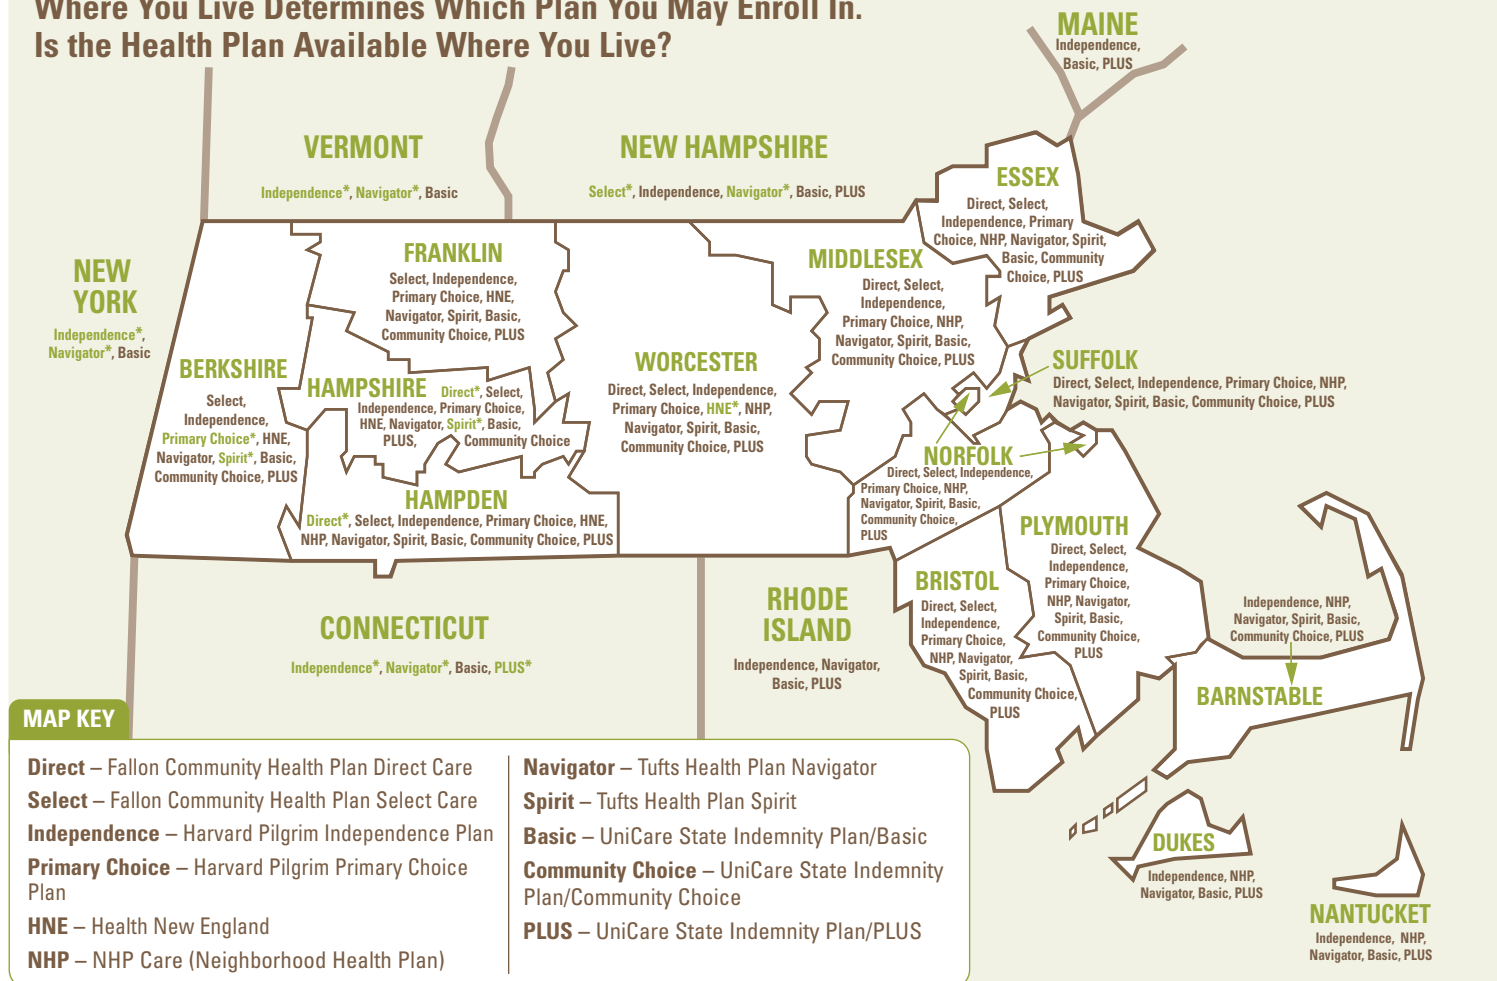 Where You Live Determines Which Plan You May Enroll In.
Is the Health Plan Available Where You Live?
MAINE
Independence,
Basic, PLUS
VERMONT
Independence*, Navigator*, Basic
NEW HAMPSHIRE
Select*, Independence, Navigator*, Basic, PLUS
ESSEX
Direct, Select,
Independence, Primary
Choice, NHP, Navigator, Spirit,
Basic, Community
Choice, PLUS
NEW
YORK
Independence*,
Navigator*, Basic
BERKSHIRE
Select,
Independence,
Primary Choice*, HNE,
Navigator, Spirit*, Basic,
Community Choice, PLUS
FRANKLIN
Select, Independence,
Primary Choice, HNE,
Navigator, Spirit, Basic,
Community Choice, PLUS
HAMPSHIRE
Direct*, Select,
Independence, Primary Choice,
HNE, Navigator, Spirit*, Basic,
PLUS, Community Choice
HAMPDEN
Direct*, Select, Independence, Primary Choice, HNE,
NHP, Navigator, Spirit, Basic, Community Choice, PLUS
WORCESTER
Direct, Select, Independence,
Primary Choice, HNE*, NHP,
Navigator, Spirit, Basic,
Community Choice, PLUS
MIDDLESEX
Direct, Select,
Independence,
Primary Choice, NHP,
Navigator, Spirit, Basic,
Community Choice, PLUS
SUFFOLK
Direct, Select, Independence, Primary Choice, NHP,
Navigator, Spirit, Basic, Community Choice, PLUS
NORFOLK
Direct, Select, Independence,
Primary Choice, NHP,
Navigator, Spirit, Basic,
Community Choice,
PLUS
PLYMOUTH
Direct, Select,
Independence,
Primary Choice,
NHP, Navigator,
Spirit, Basic,
Community Choice,
PLUS
BRISTOL
Direct, Select,
Independence,
Primary Choice,
NHP, Navigator,
Spirit, Basic,
Community Choice,
PLUS
Independence, NHP,
Navigator, Spirit, Basic,
Community Choice, PLUS
BARNSTABLE
CONNECTICUT
Independence*, Navigator*, Basic, PLUS*
RHODE
ISLAND
Independence, Navigator,
Basic, PLUS
DUKES
Independence, NHP,
Navigator, Basic, PLUS
NANTUCKET
Independence, NHP,
Navigator, Basic, PLUS
MAP KEY
Direct – Fallon Community Health Plan Direct Care
Select – Fallon Community Health Plan Select Care
Independence – Harvard Pilgrim Independence Plan
Primary Choice – Harvard Pilgrim Primary Choice
Plan
HNE – Health New England
NHP – NHP Care (Neighborhood Health Plan)
Navigator – Tufts Health Plan Navigator
Spirit – Tufts Health Plan Spirit
Basic – UniCare State Indemnity Plan/Basic
Community Choice – UniCare State Indemnity
Plan/Community Choice
PLUS – UniCare State Indemnity Plan/PLUS